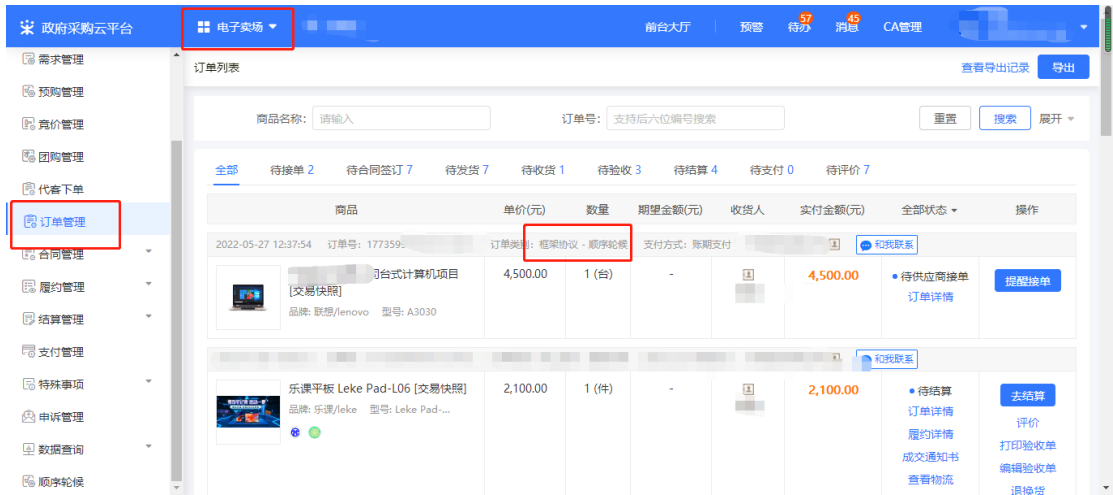 政府采购云平台
电子卖场
前台大厅
预警
待办
57
消息
45
CA管理
需求管理
预购管理
竞价管理
团购管理
代客下单
订单管理
合同管理
履约管理
结算管理
支付管理
特殊事项
申诉管理
数据查询
顺序轮候
订单列表
查看导出记录
导出
商品名称： 请输入
订单号： 支持后六位编号搜索
重置
搜索
展开
全部
待接单 2
待合同签订 7
待发货 7
待收货 1
待验收 3
待结算 4
待支付 0
待评价 7
商品
单价(元)
数量
期望金额(元)
收货人
实付金额(元)
全部状态
操作
2022-05-27 12:37:54 订单号：177359
订单类别：框架协议 - 顺序轮候
支付方式：账期支付
和我联系
台式计算机项目
[交易快照]
品牌: 联想/lenovo 型号: A3030
4,500.00
1 (台)
-
4,500.00
待供应商接单
订单详情
提醒接单
和我联系
乐课平板 Leke Pad-L06 [交易快照]
品牌: 乐课/leke 型号: Leke Pad-...
2,100.00
1 (件)
-
2,100.00
待结算
订单详情
履约详情
成交通知书
查看物流
去结算
评价
打印验收单
编辑验收单
退换货